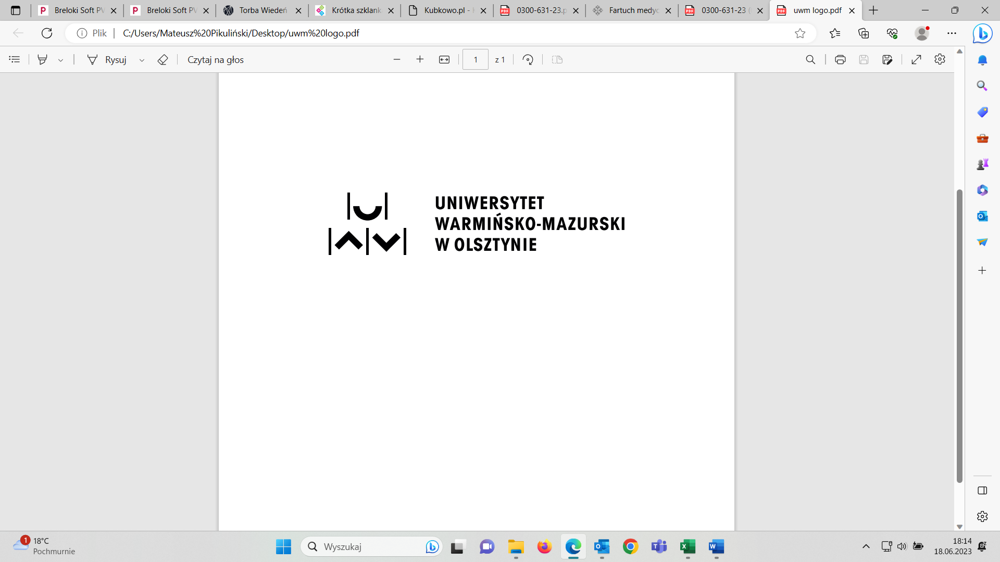 Breloki Soft PV
Breloki Soft PV
Torba Wiedeń
Krótka szklank
Kubkowo.pl -
0300-631-23.p
Fartuch medyc
0300-631-23 (
uwm logo.pdf
Plik
C:/Users/Mateusz%20Pikuliński/Desktop/uwm%20logo.pdf
Rysuj
Czytaj na głos
1
z 1
UNIWERSYTET
WARMIŃSKO-MAZURSKI
W OLSZTYNIE
1
18°C
Pochmurnie
Wyszukaj
18:14
18.06.2023